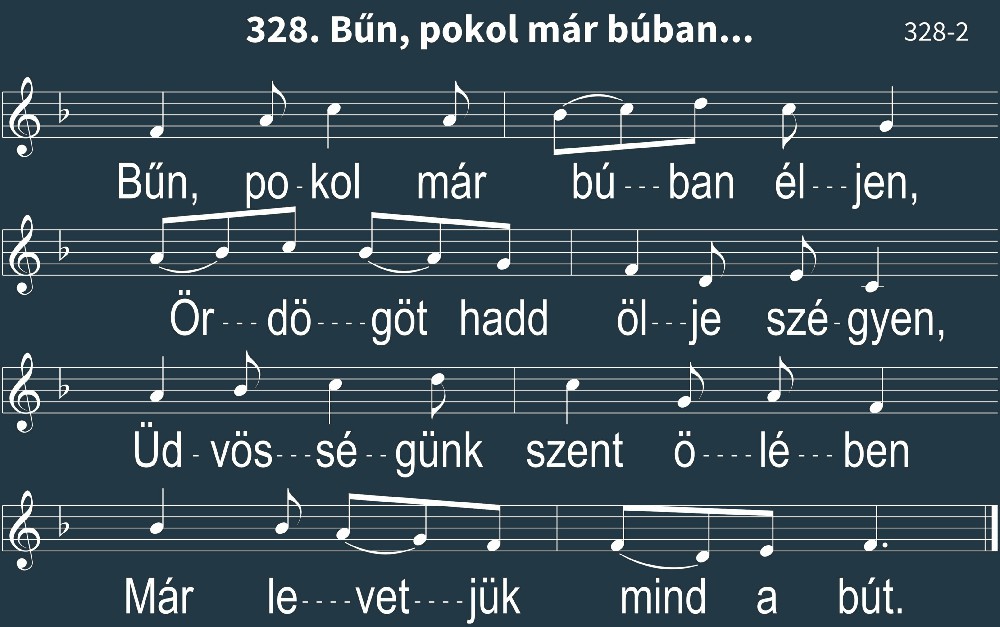 328. Bűn, pokol már búban...
328-2
Bűn, po-kol már bú---ban él---jen,
Ör---dö----göt hadd öl--je szé-gyen,
Üd-vös---sé--günk szent ö----lé---ben
Már le----vet----jük mind a bút.